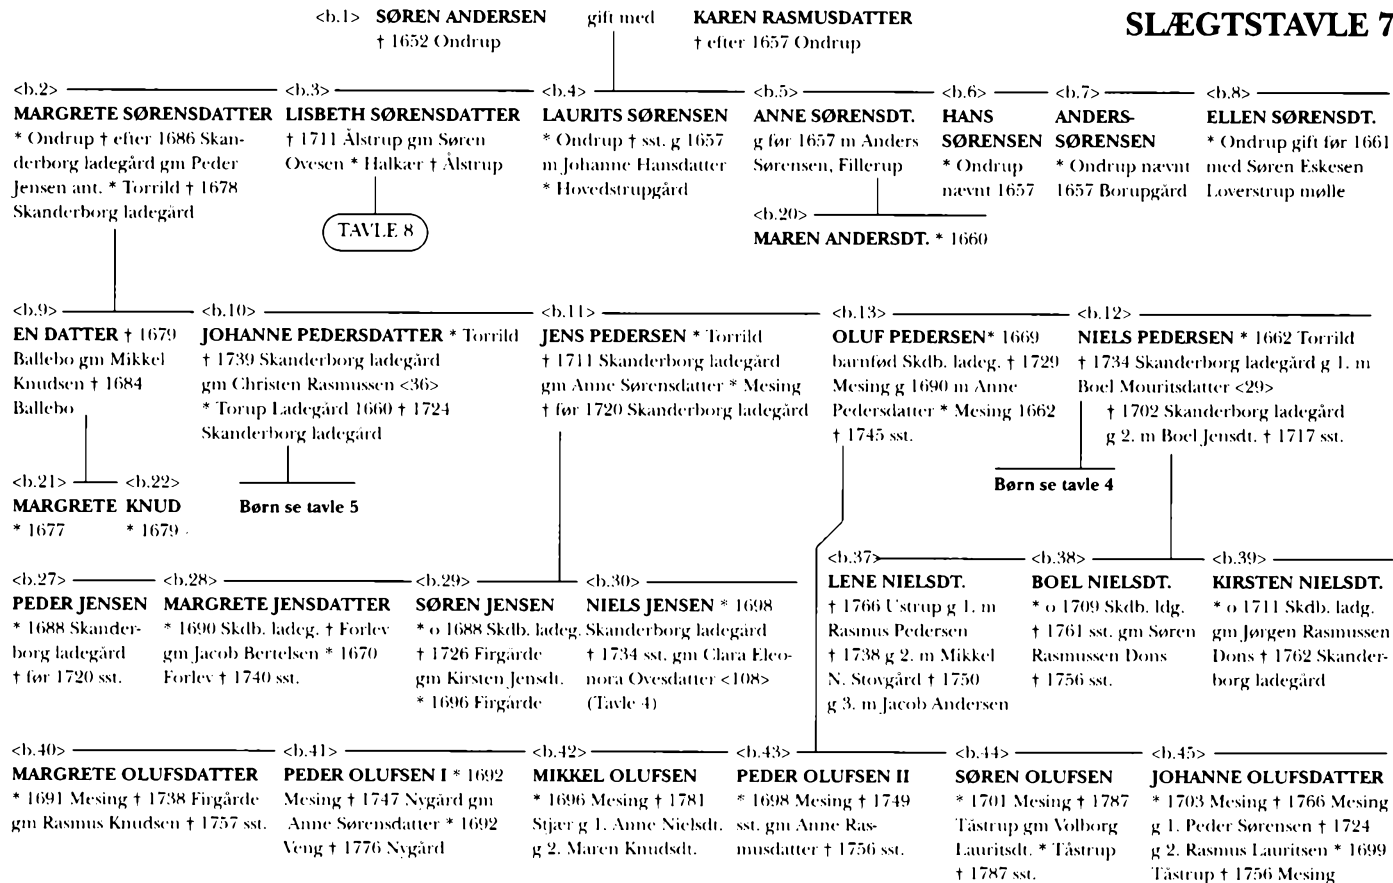 SLÆGTSTAVLE 7
<b.1> SØREN ANDERSEN gift med KAREN RASMUSDATTER
† 1652 Ondrup † efter 1657 Ondrup
<b.2>
MARGRETE SØRENSDATTER
* Ondrup † efter 1686 Skan-
derborg ladegård gm Peder
Jensen ant. * Torrild † 1678
Skanderborg ladegård
<b.3>
LISBETH SØRENSDATTER
† 1711 Ålstrup gm Søren
Ovesen * Halkær † Ålstrup
TAVLE 8
<b.4>
LAURITS SØRENSEN
* Ondrup † sst. g 1657
m Johanne Hansdatter
* Hovedstrupgård
<b.5>
ANNE SØRENSDT.
g før 1657 m Anders
Sørensen, Fillerup
<b.6>
HANS
SØRENSEN
* Ondrup
nævnt 1657
<b.7>
ANDERS-
SØRENSEN
* Ondrup nævnt
1657 Borupgård
<b.8>
ELLEN SØRENSDT.
* Ondrup gift før 1661
med Søren Eskesen
Loverstrup mølle
<b.20>
MAREN ANDERSDT. * 1660
<b.9>
EN DATTER † 1679
Ballebo gm Mikkel
Knudsen † 1684
Ballebo
<b.10>
JOHANNE PEDERSDATTER * Torrild
† 1739 Skanderborg ladegård
gm Christen Rasmussen <36>
* Torup Ladegård 1660 † 1724
Skanderborg ladegård
<b.11>
JENS PEDERSEN * Torrild
† 1711 Skanderborg ladegård
gm Anne Sørensdatter * Mesing
† før 1720 Skanderborg ladegård
<b.13>
OLUF PEDERSEN* 1669
barnfød Skdb. ladeg. † 1729
Mesing g 1690 m Anne
Pedersdatter * Mesing 1662
† 1745 sst.
<b.12>
NIELS PEDERSEN * 1662 Torrild
† 1734 Skanderborg ladegård g 1. m
Boel Mouritsdatter <29>
† 1702 Skanderborg ladegård
g 2. m Boel Jensdt. † 1717 sst.
<b.21> <b.22>
MARGRETE KNUD
* 1677 * 1679
Børn se tavle 5
Børn se tavle 4
<b.27>
PEDER JENSEN
* 1688 Skander-
borg ladegård
† før 1720 sst.
<b.28>
MARGRETE JENSDATTER
* 1690 Skdb. ladeg. † Forlev
gm Jacob Bertelsen * 1670
Forlev † 1740 sst.
<b.29>
SØREN JENSEN
* o 1688 Skdb. ladeg.
† 1726 Firgårde
gm Kirsten Jensdt.
* 1696 Firgårde
<b.30>
NIELS JENSEN * 1698
Skanderborg ladegård
† 1734 sst. gm Clara Eleo-
nora Ovesdatter <108>
(Tavle 4)
<b.37>
LENE NIELSDT.
† 1766 Ustrup g 1. m
Rasmus Pedersen
† 1738 g 2. m Mikkel
N. Stovgård † 1750
g 3. m Jacob Andersen
<b.38>
BOEL NIELSDT.
* o 1709 Skdb. ldg.
† 1761 sst. gm Søren
Rasmussen Dons
† 1756 sst.
<b.39>
KIRSTEN NIELSDT.
* o 1711 Skdb. ladg.
gm Jørgen Rasmussen
Dons † 1762 Skander-
borg ladegård
<b.40>
MARGRETE OLUFSDATTER
* 1691 Mesing † 1738 Firgårde
gm Rasmus Knudsen † 1757 sst.
<b.41>
PEDER OLUFSEN I * 1692
Mesing † 1747 Nygård gm
Anne Sørensdatter * 1692
Veng † 1776 Nygård
<b.42>
MIKKEL OLUFSEN
* 1696 Mesing † 1781
Stjær g 1. Anne Nielsdt.
g 2. Maren Knudsdt.
<b.43>
PEDER OLUFSEN II
* 1698 Mesing † 1749
sst. gm Anne Ras-
musdatter † 1756 sst.
<b.44>
SØREN OLUFSEN
* 1701 Mesing † 1787
Tåstrup gm Volborg
Lauritsdt. * Tåstrup
† 1787 sst.
<b.45>
JOHANNE OLUFSDATTER
* 1703 Mesing † 1766 Mesing
g 1. Peder Sørensen † 1724
g 2. Rasmus Lauritsen * 1699
Tåstrup † 1756 Mesing